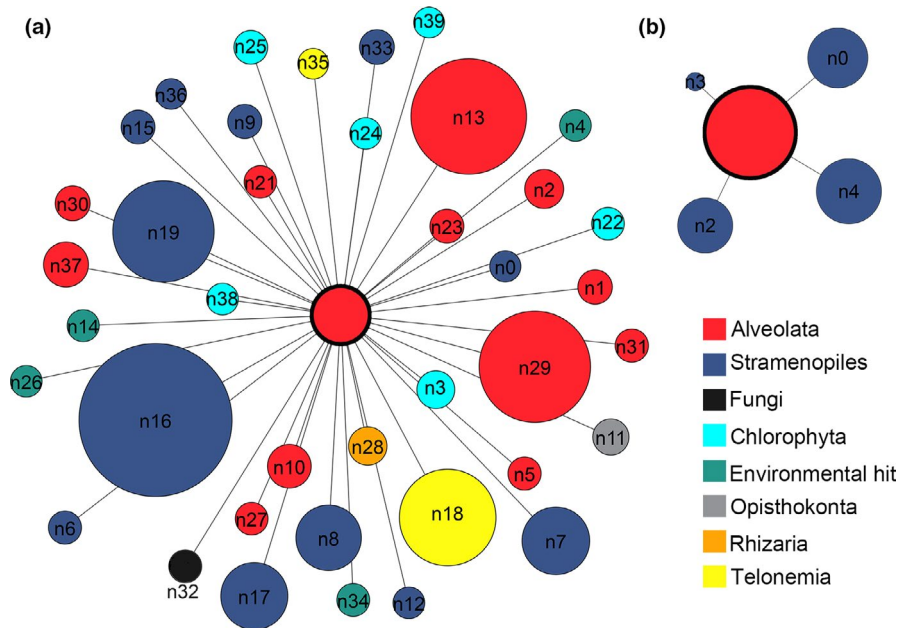 (a)
(b)
n39
n25
n33
n35
n0
n36
n3
n13
n9
n15
n24
n4
n21
n2
n4
n30
n23
n22
n2
n19
n37
n0
n1
n38
n14
n31
Alveolata
n29
Stramenopiles
n26
n3
Fungi
n16
n11
Chlorophyta
n28
n10
n5
Environmental hit
n18
Opisthokonta
n6
n27
n8
n7
Rhizaria
n32
n17
n34
n12
Telonemia